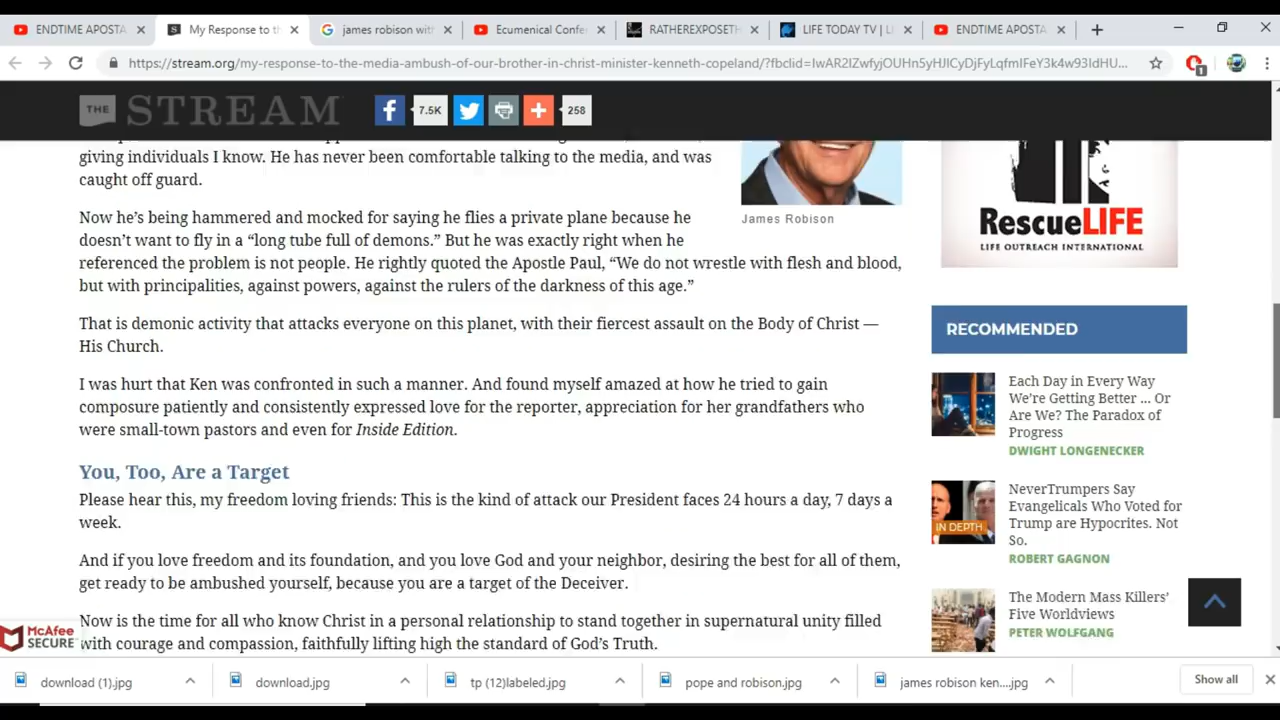 ENDTIME APOSTA
My Response to th
james robison wit
Ecumenical Confe
RATHEREXPOSETH
LIFE TODAY TV | L
ENDTIME APOSTA
https://stream.org/my-response-to-the-media-ambush-of-our-brother-in-christ-minister-kenneth-copeland/?fbclid=IwAR2IZwfyjOUHn5yHJICyDjFyLqfmIFeY3k4w93IdHU...
1
THE STREAM
7.5K
258
giving individuals I know. He has never been comfortable talking to the media, and was
caught off guard.
James Robison
Now he's being hammered and mocked for saying he flies a private plane because he
doesn't want to fly in a “long tube full of demons.” But he was exactly right when he
referenced the problem is not people. He rightly quoted the Apostle Paul, “We do not wrestle with flesh and blood,
but with principalities, against powers, against the rulers of the darkness of this age.”
That is demonic activity that attacks everyone on this planet, with their fiercest assault on the Body of Christ —
His Church.
I was hurt that Ken was confronted in such a manner. And found myself amazed at how he tried to gain
composure patiently and consistently expressed love for the reporter, appreciation for her grandfathers who
were small-town pastors and even for Inside Edition.
You, Too, Are a Target
Please hear this, my freedom loving friends: This is the kind of attack our President faces 24 hours a day, 7 days a
week.
And if you love freedom and its foundation, and you love God and your neighbor, desiring the best for all of them,
get ready to be ambushed yourself, because you are a target of the Deceiver.
Now is the time for all who know Christ in a personal relationship to stand together in supernatural unity filled
with courage and compassion, faithfully lifting high the standard of God's Truth.
RescueLIFE
LIFE OUTREACH INTERNATIONAL
RECOMMENDED
Each Day in Every Way
We're Getting Better ... Or
Are We? The Paradox of
Progress
DWIGHT LONGENECKER
IN DEPTH
NeverTrumpers Say
Evangelicals Who Voted for
Trump are Hypocrites. Not
So.
ROBERT GAGNON
The Modern Mass Killers'
Five Worldviews
PETER WOLFGANG
McAfee
SECURE
download (1).jpg
download.jpg
tp (12)labeled.jpg
pope and robison.jpg
james robison ken....jpg
Show all